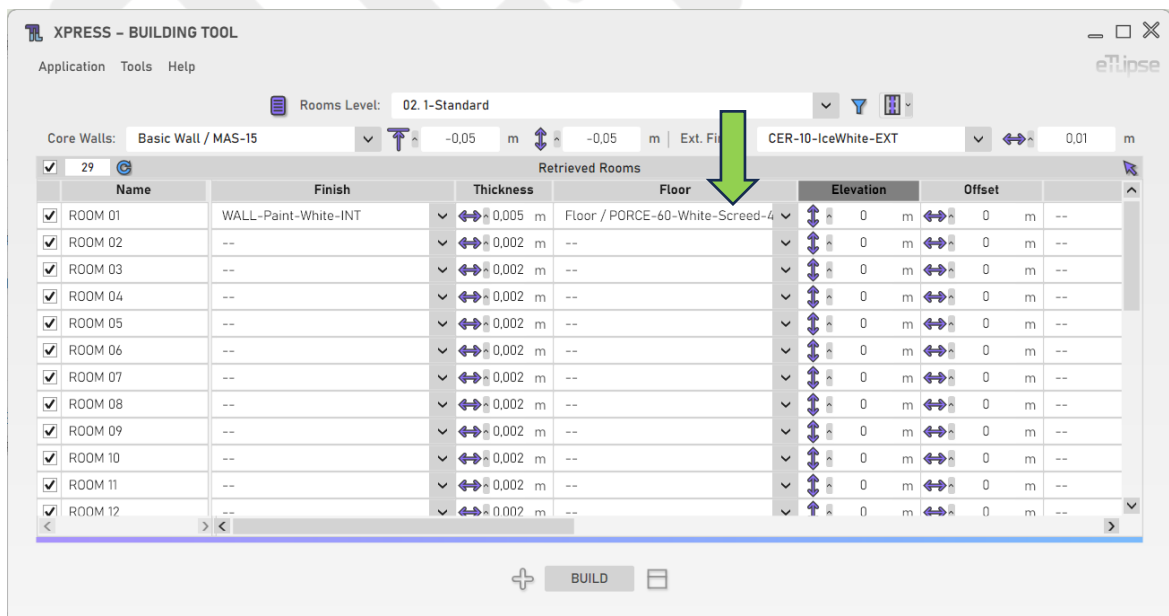 XPRESS – BUILDING TOOL
Application Tools Help
eTLipse
Rooms Level: 02. 1-Standard
Core Walls: Basic Wall / MAS-15 -0,05 m -0,05 m Ext. Fi CER-10-IceWhite-EXT 0,01 m
29 Retrieved Rooms
Name Finish Thickness Floor Elevation Offset
ROOM 01 WALL-Paint-White-INT 0,005 m Floor / PORCE-60-White-Screed-4 0 m 0 m --
ROOM 02 -- 0,002 m -- 0 m 0 m --
ROOM 03 -- 0,002 m -- 0 m 0 m --
ROOM 04 -- 0,002 m -- 0 m 0 m --
ROOM 05 -- 0,002 m -- 0 m 0 m --
ROOM 06 -- 0,002 m -- 0 m 0 m --
ROOM 07 -- 0,002 m -- 0 m 0 m --
ROOM 08 -- 0,002 m -- 0 m 0 m --
ROOM 09 -- 0,002 m -- 0 m 0 m --
ROOM 10 -- 0,002 m -- 0 m 0 m --
ROOM 11 -- 0,002 m -- 0 m 0 m --
ROOM 12 -- 0,002 m -- 0 m 0 m --
BUILD